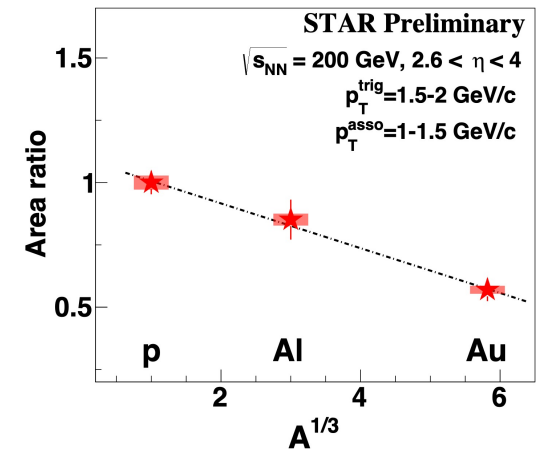 STAR Preliminary
√sNN = 200 GeV, 2.6 < η < 4
pTtrig=1.5-2 GeV/c
pTasso=1-1.5 GeV/c
1.5
1
0.5
Area ratio
p Al Au
2 4 6
A1/3